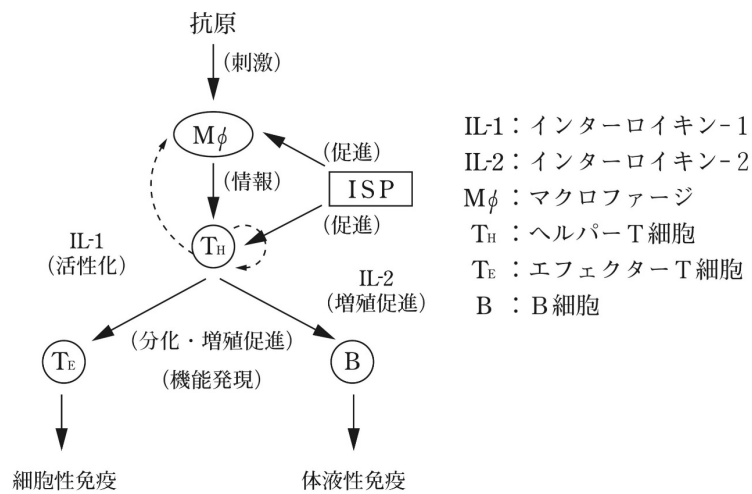 抗原
(刺激)
Mφ
(促進)
(情報)
ISP
(促進)
TH
IL-1
(活性化)
IL-2
(増殖促進)
(分化・増殖促進)
TE
B
(機能発現)
細胞性免疫
体液性免疫
IL-1：インターロイキン-1
IL-2：インターロイキン-2
Mφ：マクロファージ
TH：ヘルパーT細胞
TE：エフェクターT細胞
B：B細胞